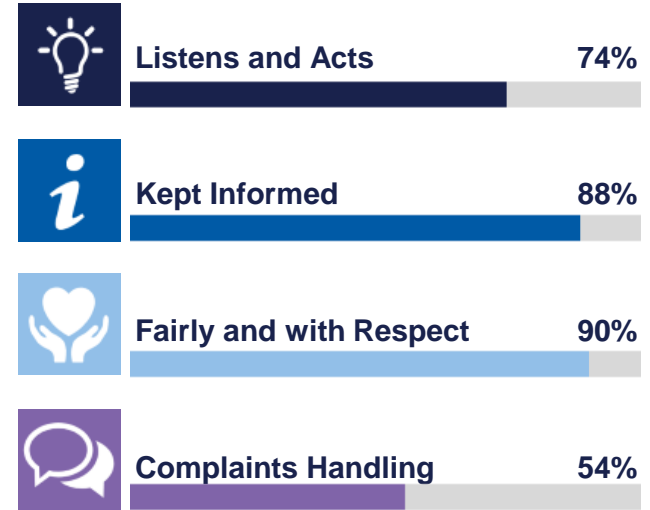 Listens and Acts 74%
Kept Informed 88%
Fairly and with Respect 90%
Complaints Handling 54%